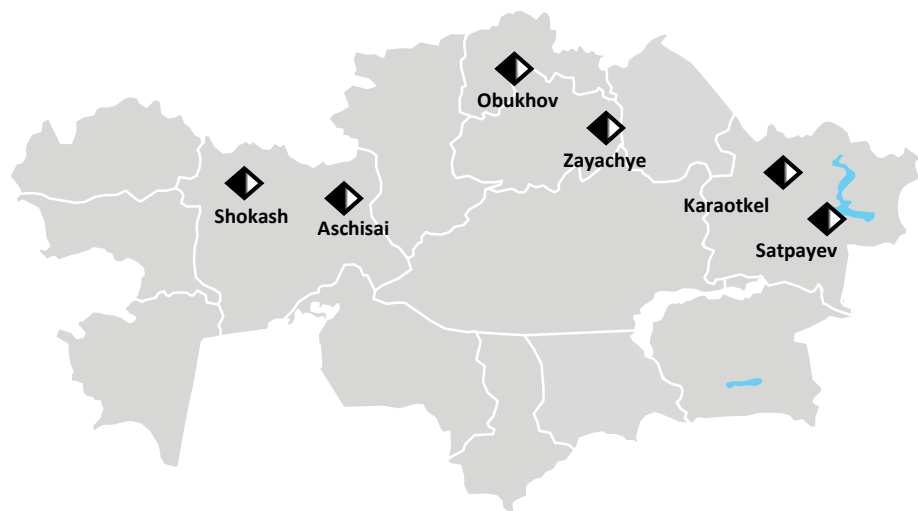 Obukhov
Zayachye
Karaotkel
Shokash
Aschisai
Satpayev